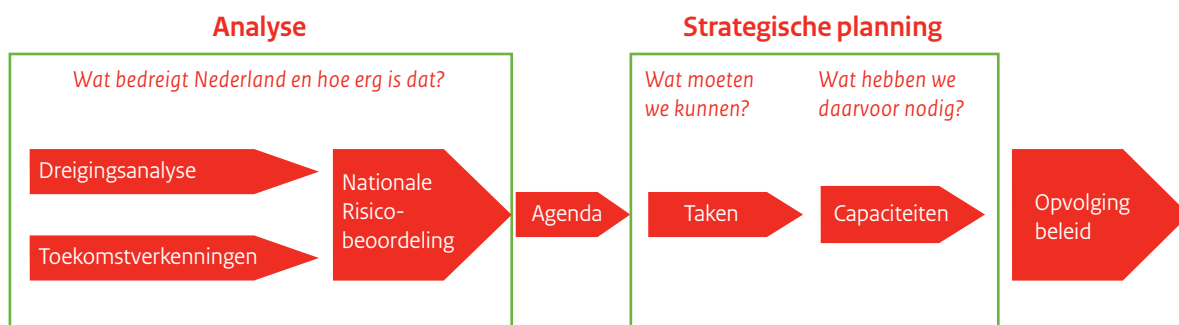 Analyse
Wat bedreigt Nederland en hoe erg is dat?
Dreigingsanalyse
Toekomstverkenningen
Nationale
Risico-
beoordeling
Agenda
Strategische planning
Wat moeten
we kunnen?
Wat hebben we
daarvoor nodig?
Taken
Capaciteiten
Opvolging
beleid